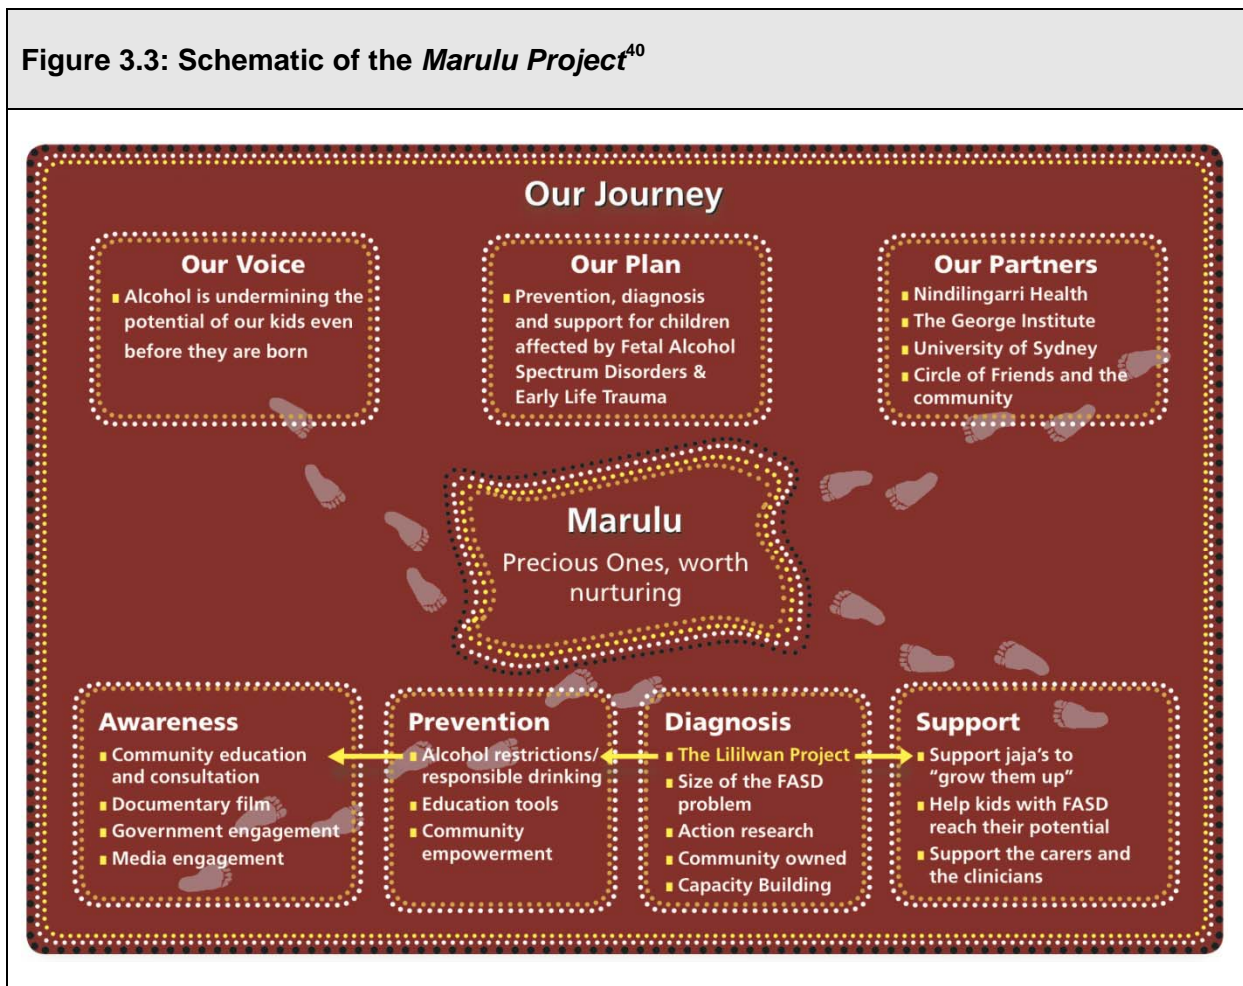 Figure 3.3: Schematic of the Marulu Project40
Our Journey
Our Voice
Alcohol is undermining the
potential of our kids even
before they are born
Our Plan
Prevention, diagnosis
and support for children
affected by Fetal Alcohol
Spectrum Disorders &
Early Life Trauma
Our Partners
Nindilingarri Health
The George Institute
University of Sydney
Circle of Friends and the
community
Marulu
Precious Ones, worth
nurturing
Awareness
Community education
and consultation
Documentary film
Government engagement
Media engagement
Prevention
Alcohol restrictions/
responsible drinking
Education tools
Community
empowerment
Diagnosis
The Lililwan Project
Size of the FASD
problem
Action research
Community owned
Capacity Building
Support
Support jaja's to
"grow them up"
Help kids with FASD
reach their potential
Support the carers and
the clinicians